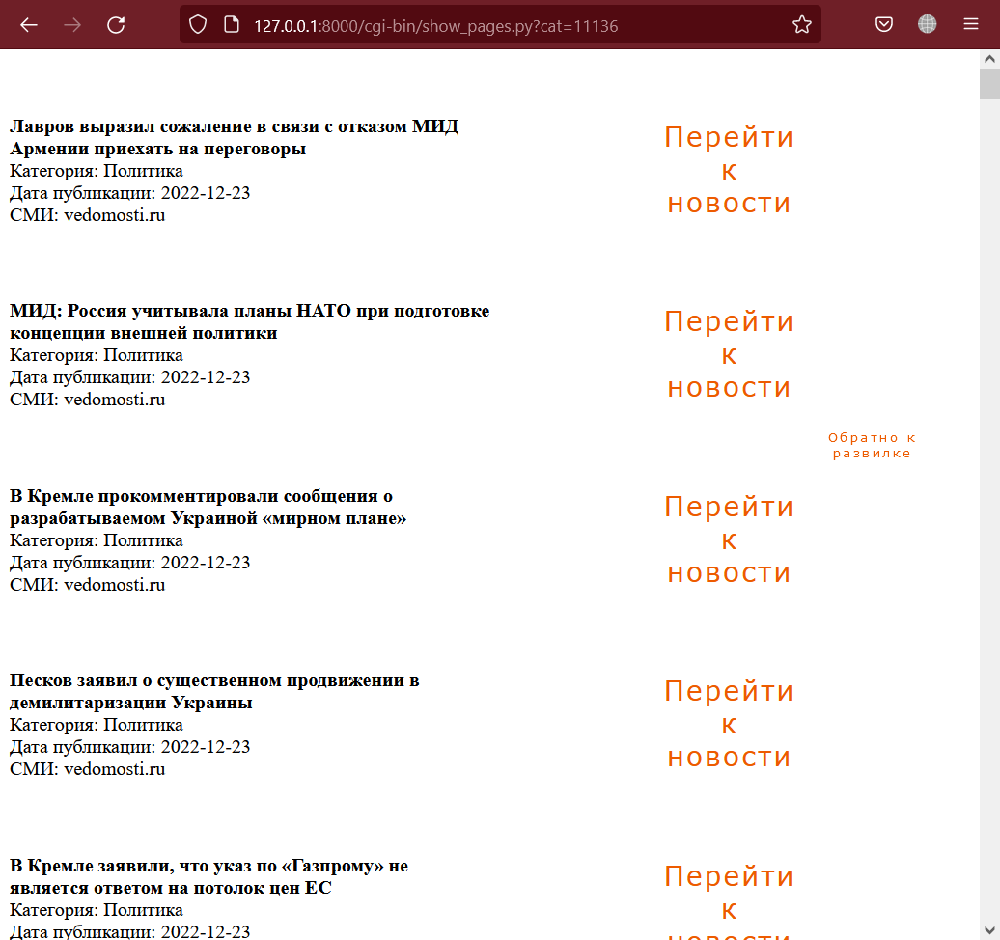 127.0.0.1:8000/cgi-bin/show_pages.py?cat=11136
Лавров выразил сожаление в связи с отказом МИД
Армении приехать на переговоры
Категория: Политика
Дата публикации: 2022-12-23
СМИ: vedomosti.ru
Перейти
к
новости
МИД: Россия учитывала планы НАТО при подготовке
концепции внешней политики
Категория: Политика
Дата публикации: 2022-12-23
СМИ: vedomosti.ru
Перейти
к
новости
Обратно к
развилке
В Кремле прокомментировали сообщения о
разрабатываемом Украиной «мирном плане»
Категория: Политика
Дата публикации: 2022-12-23
СМИ: vedomosti.ru
Перейти
к
новости
Песков заявил о существенном продвижении в
демилитаризации Украины
Категория: Политика
Дата публикации: 2022-12-23
СМИ: vedomosti.ru
Перейти
к
новости
В Кремле заявили, что указ по «Газпрому» не
является ответом на потолок цен ЕС
Категория: Политика
Дата публикации: 2022-12-23
Перейти
к
новости